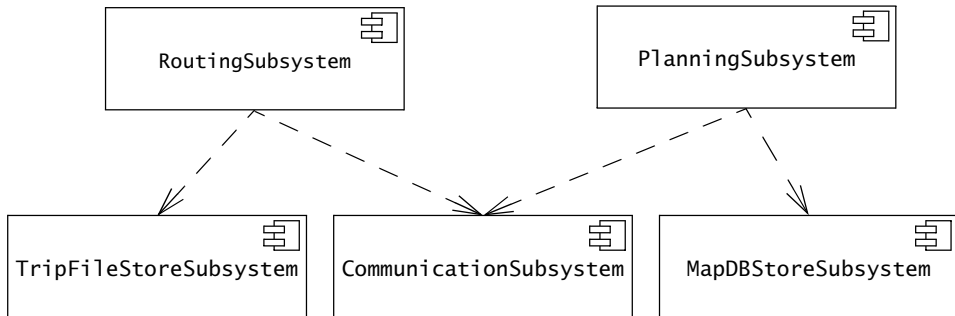 RoutingSubsystem
PlanningSubsystem
TripFileStoreSubsystem
CommunicationSubsystem
MapDBStoreSubsystem